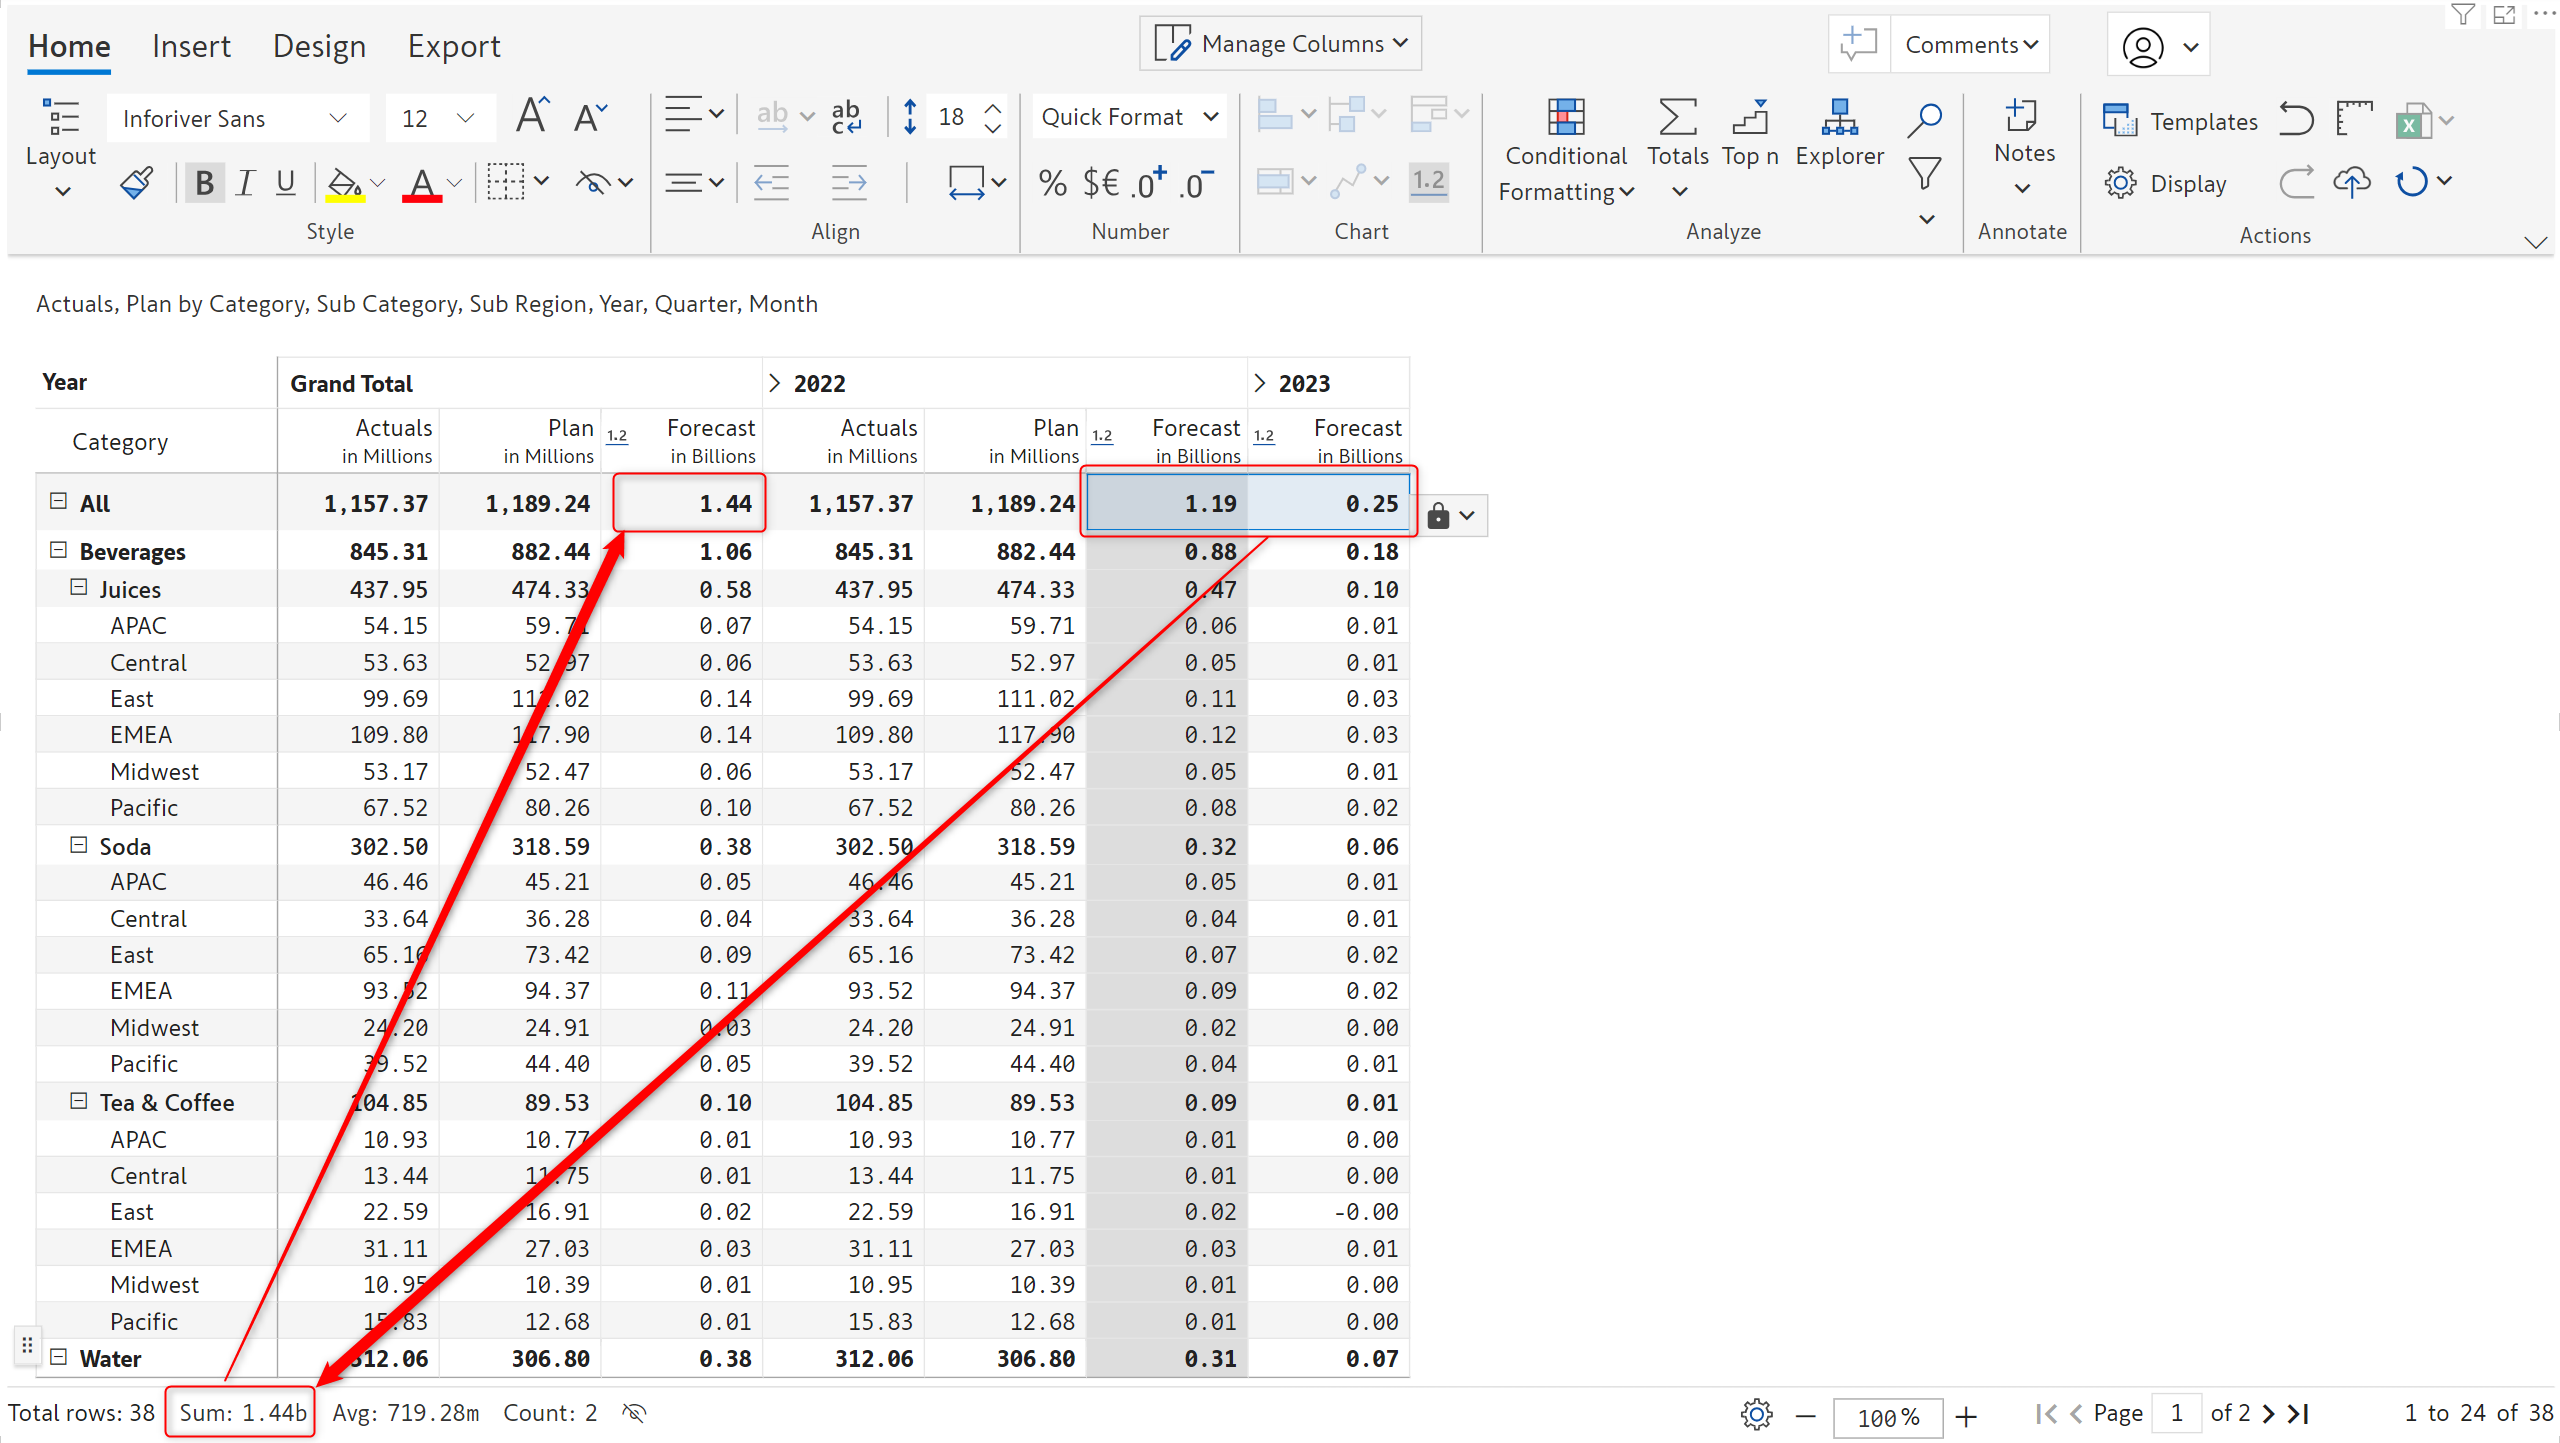 Home Insert Design Export Manage Columns Comments
Inforiver Sans 12 A A ab ab c 18 Quick Format Templates
Layout Conditional Formatting Totals Top n Explorer Notes
B I U A % $€ .0+ .0- 1.2 Display
Style Align Number Chart Analyze Annotate Actions
Actuals, Plan by Category, Sub Category, Sub Region, Year, Quarter, Month
Year Grand Total > 2022 > 2023
Category Actuals in Millions Plan in Millions 1.2 Forecast in Billions Actuals in Millions Plan in Millions 1.2 Forecast in Billions 1.2 Forecast in Billions
All 1,157.37 1,189.24 1.44 1,157.37 1,189.24 1.19 0.25
Beverages 845.31 882.44 1.06 845.31 882.44 0.88 0.18
Juices 437.95 474.33 0.58 437.95 474.33 0.47 0.10
APAC 54.15 59.71 0.07 54.15 59.71 0.06 0.01
Central 53.63 52.97 0.06 53.63 52.97 0.05 0.01
East 99.69 111.02 0.14 99.69 111.02 0.11 0.03
EMEA 109.80 117.90 0.14 109.80 117.90 0.12 0.03
Midwest 53.17 52.47 0.06 53.17 52.47 0.05 0.01
Pacific 67.52 80.26 0.10 67.52 80.26 0.08 0.02
Soda 302.50 318.59 0.38 302.50 318.59 0.32 0.06
APAC 46.46 45.21 0.05 46.46 45.21 0.05 0.01
Central 33.64 36.28 0.04 33.64 36.28 0.04 0.01
East 65.16 73.42 0.09 65.16 73.42 0.07 0.02
EMEA 93.52 94.37 0.11 93.52 94.37 0.09 0.02
Midwest 24.20 24.91 0.03 24.20 24.91 0.02 0.00
Pacific 39.52 44.40 0.05 39.52 44.40 0.04 0.01
Tea & Coffee 104.85 89.53 0.10 104.85 89.53 0.09 0.01
APAC 10.93 10.77 0.01 10.93 10.77 0.01 0.00
Central 13.44 11.75 0.01 13.44 11.75 0.01 0.00
East 22.59 16.91 0.02 22.59 16.91 0.02 -0.00
EMEA 31.11 27.03 0.03 31.11 27.03 0.03 0.01
Midwest 10.95 10.39 0.01 10.95 10.39 0.01 0.00
Pacific 15.83 12.68 0.01 15.83 12.68 0.01 0.00
Water 312.06 306.80 0.38 312.06 306.80 0.31 0.07
Total rows: 38 Sum: 1.44b Avg: 719.28m Count: 2 100% Page 1 of 2 1 to 24 of 38